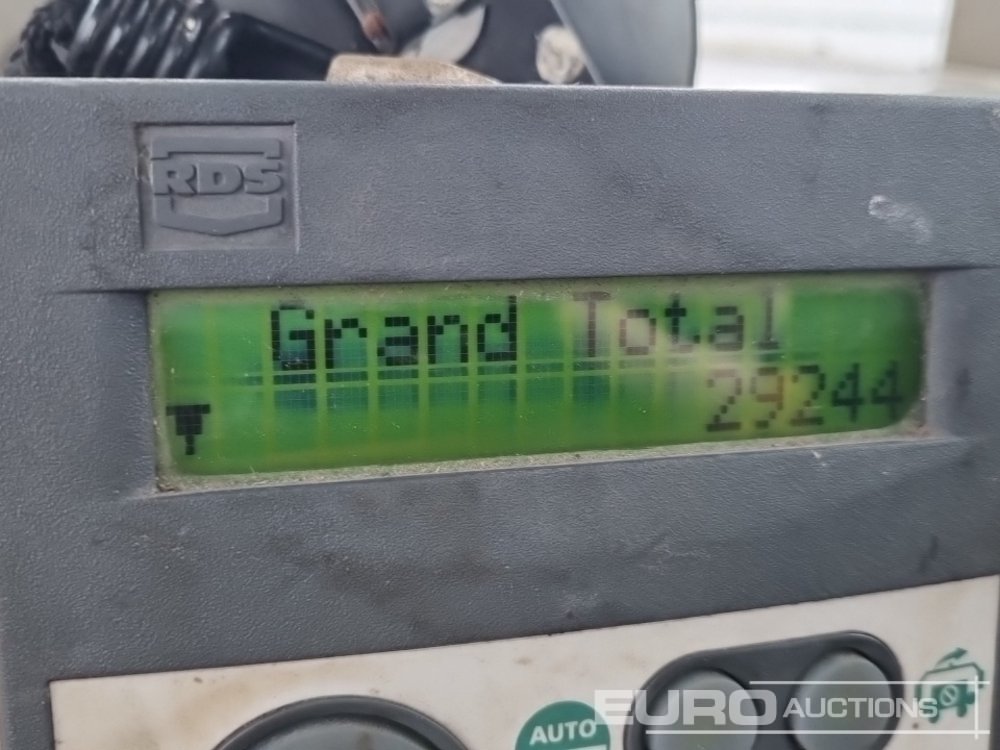 RDS
Grand Total
29244
AUTO
EURO AUCTIONS